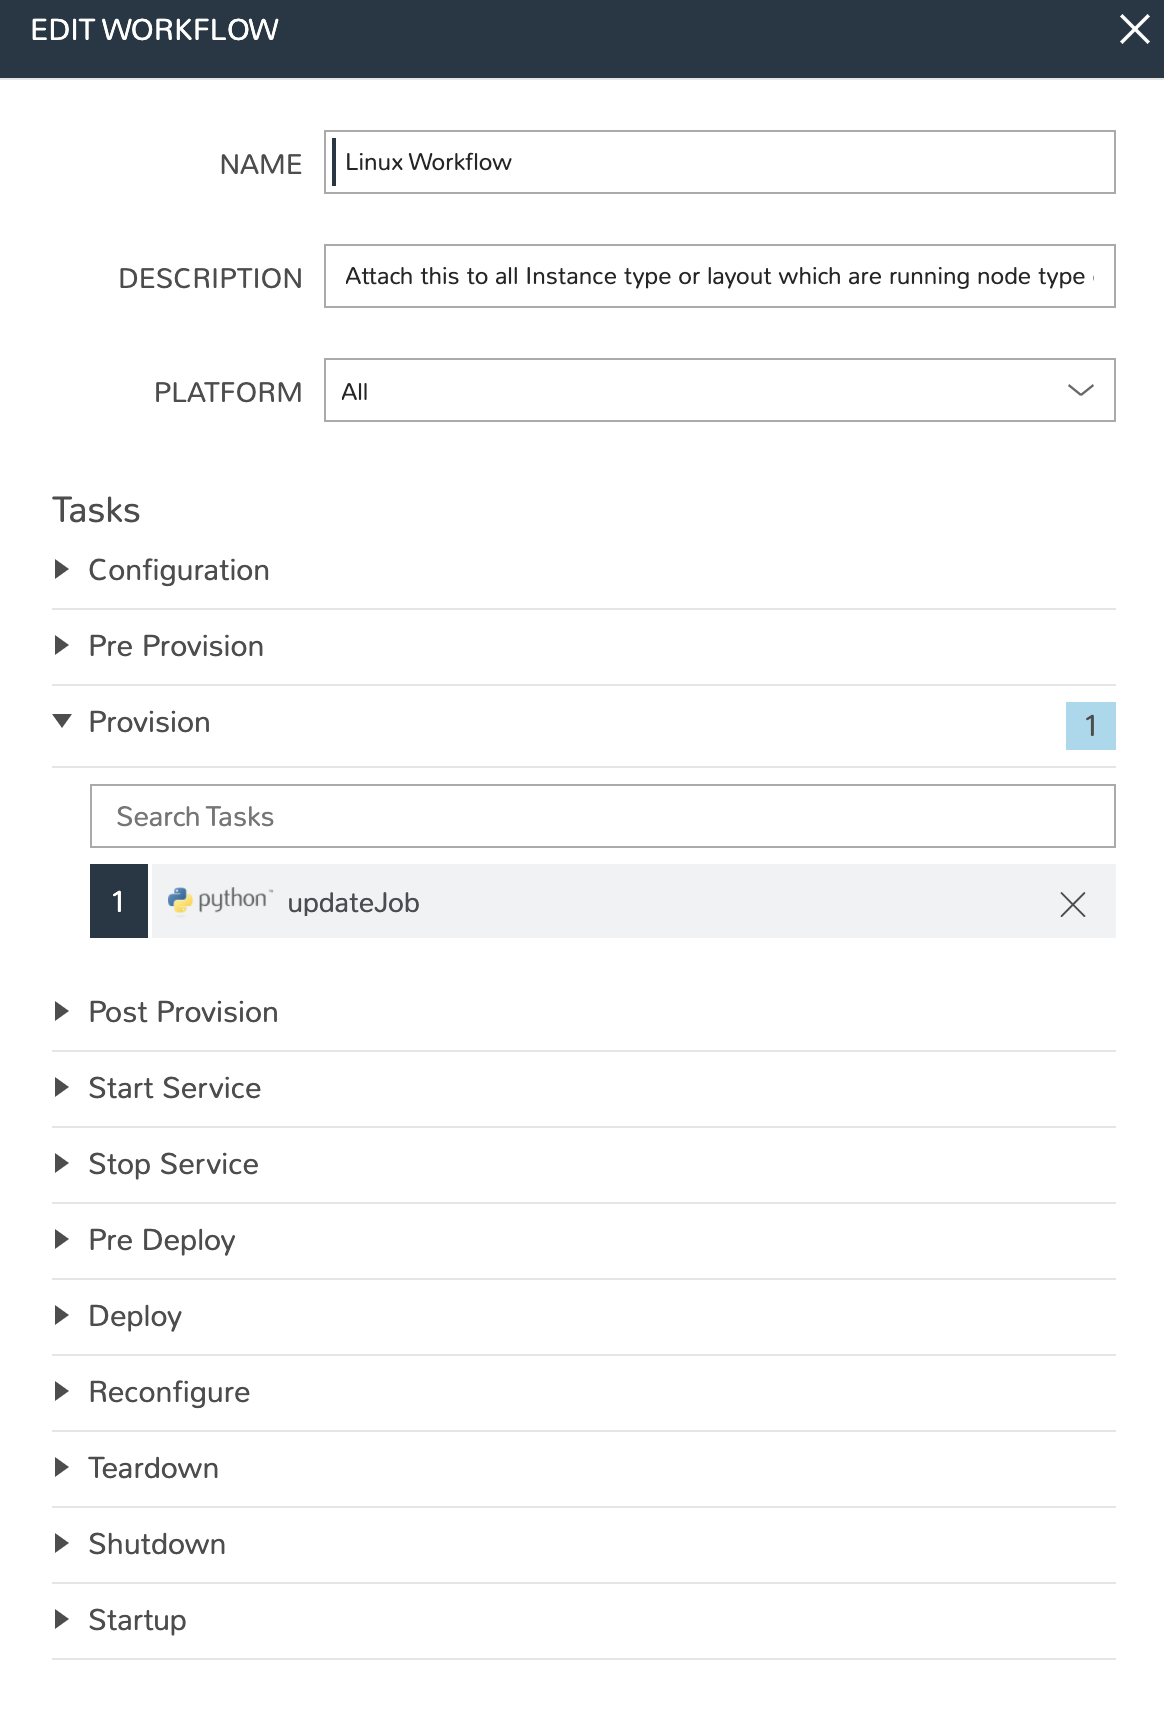 EDIT WORKFLOW
NAME
Linux Workflow
DESCRIPTION
Attach this to all Instance type or layout which are running node type
PLATFORM
All
Tasks
Configuration
Pre Provision
Provision
1
Search Tasks
1 python™ updateJob
Post Provision
Start Service
Stop Service
Pre Deploy
Deploy
Reconfigure
Teardown
Shutdown
Startup